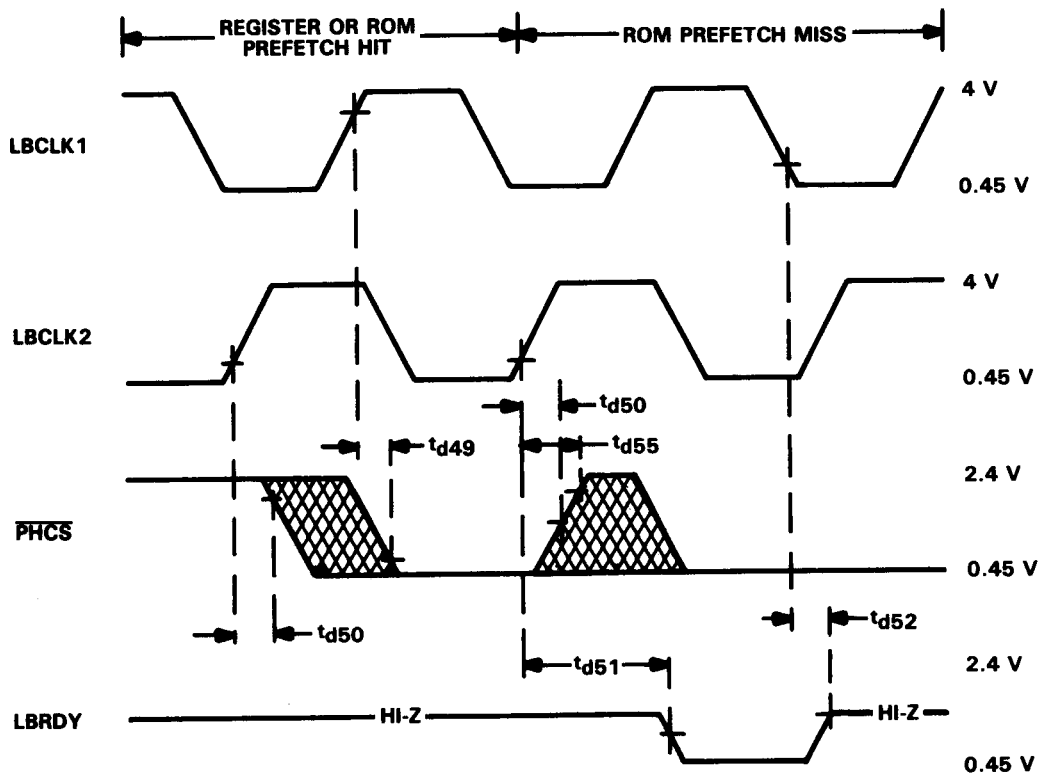 REGISTER OR ROM
PREFETCH HIT
ROM PREFETCH MISS
4 V
LBCLK1
0.45 V
4 V
LBCLK2
0.45 V
td50
td49
td55
2.4 V
PHCS
0.45 V
td50
td52
td51
2.4 V
LBRDY
HI-Z
HI-Z
0.45 V